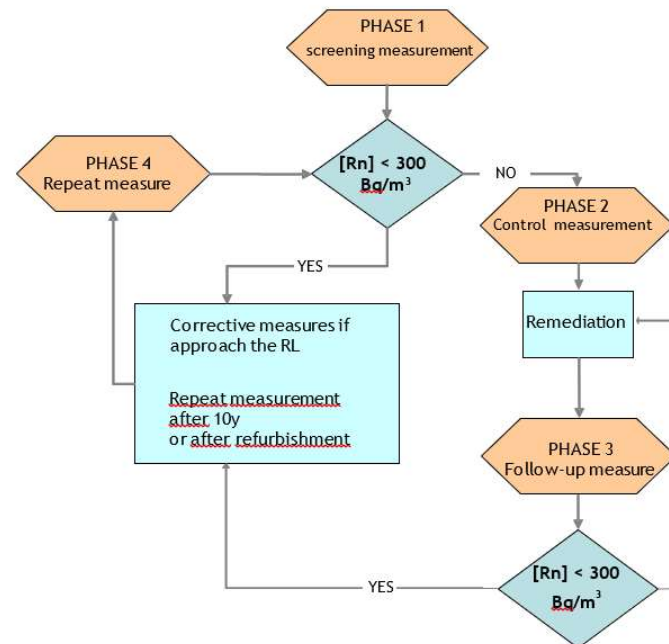 PHASE 1
screening measurement
[Rn] < 300
Bq/m³
PHASE 4
Repeat measure
NO
PHASE 2
Control measurement
YES
Corrective measures if
approach the RL
Repeat measurement
after 10y
or after refurbishment
Remediation
PHASE 3
Follow-up measure
YES
[Rn] < 300
Bq/m³